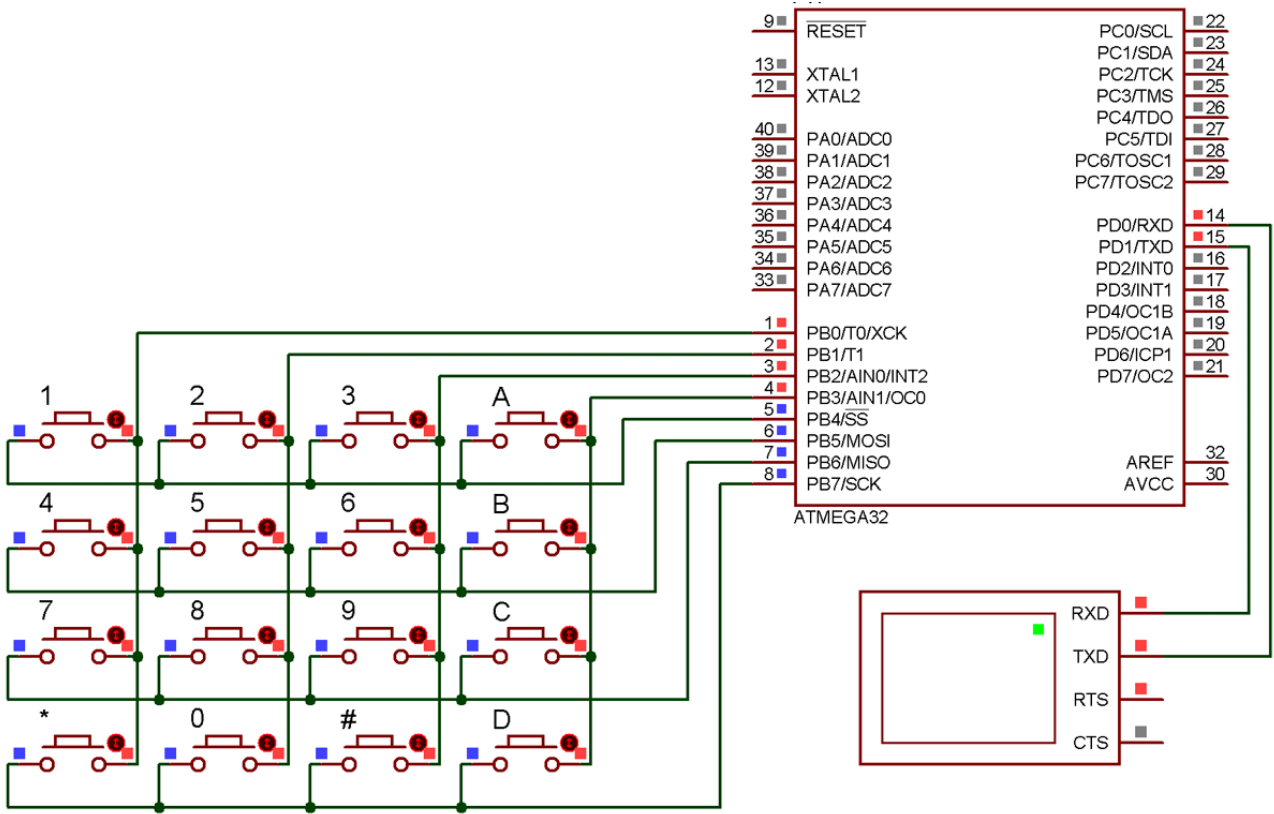 9 RESET PC0/SCL 22
PC1/SDA 23
13 XTAL1 PC2/TCK 24
12 XTAL2 PC3/TMS 25
PC4/TDO 26
40 PA0/ADC0 PC5/TDI 27
39 PA1/ADC1 PC6/TOSC1 28
38 PA2/ADC2 PC7/TOSC2 29
37 PA3/ADC3
36 PA4/ADC4 PD0/RXD 14
35 PA5/ADC5 PD1/TXD 15
34 PA6/ADC6 PD2/INT0 16
33 PA7/ADC7 PD3/INT1 17
PD4/OC1B 18
1 PB0/T0/XCK PD5/OC1A 19
2 PB1/T1 PD6/ICP1 20
3 PB2/AIN0/INT2 PD7/OC2 21
4 PB3/AIN1/OC0
5 PB4/SS
6 PB5/MOSI
7 PB6/MISO AREF 32
8 PB7/SCK AVCC 30
ATMEGA32
1 2 3 A
4 5 6 B
7 8 9 C
* 0 # D
RXD
TXD
RTS
CTS